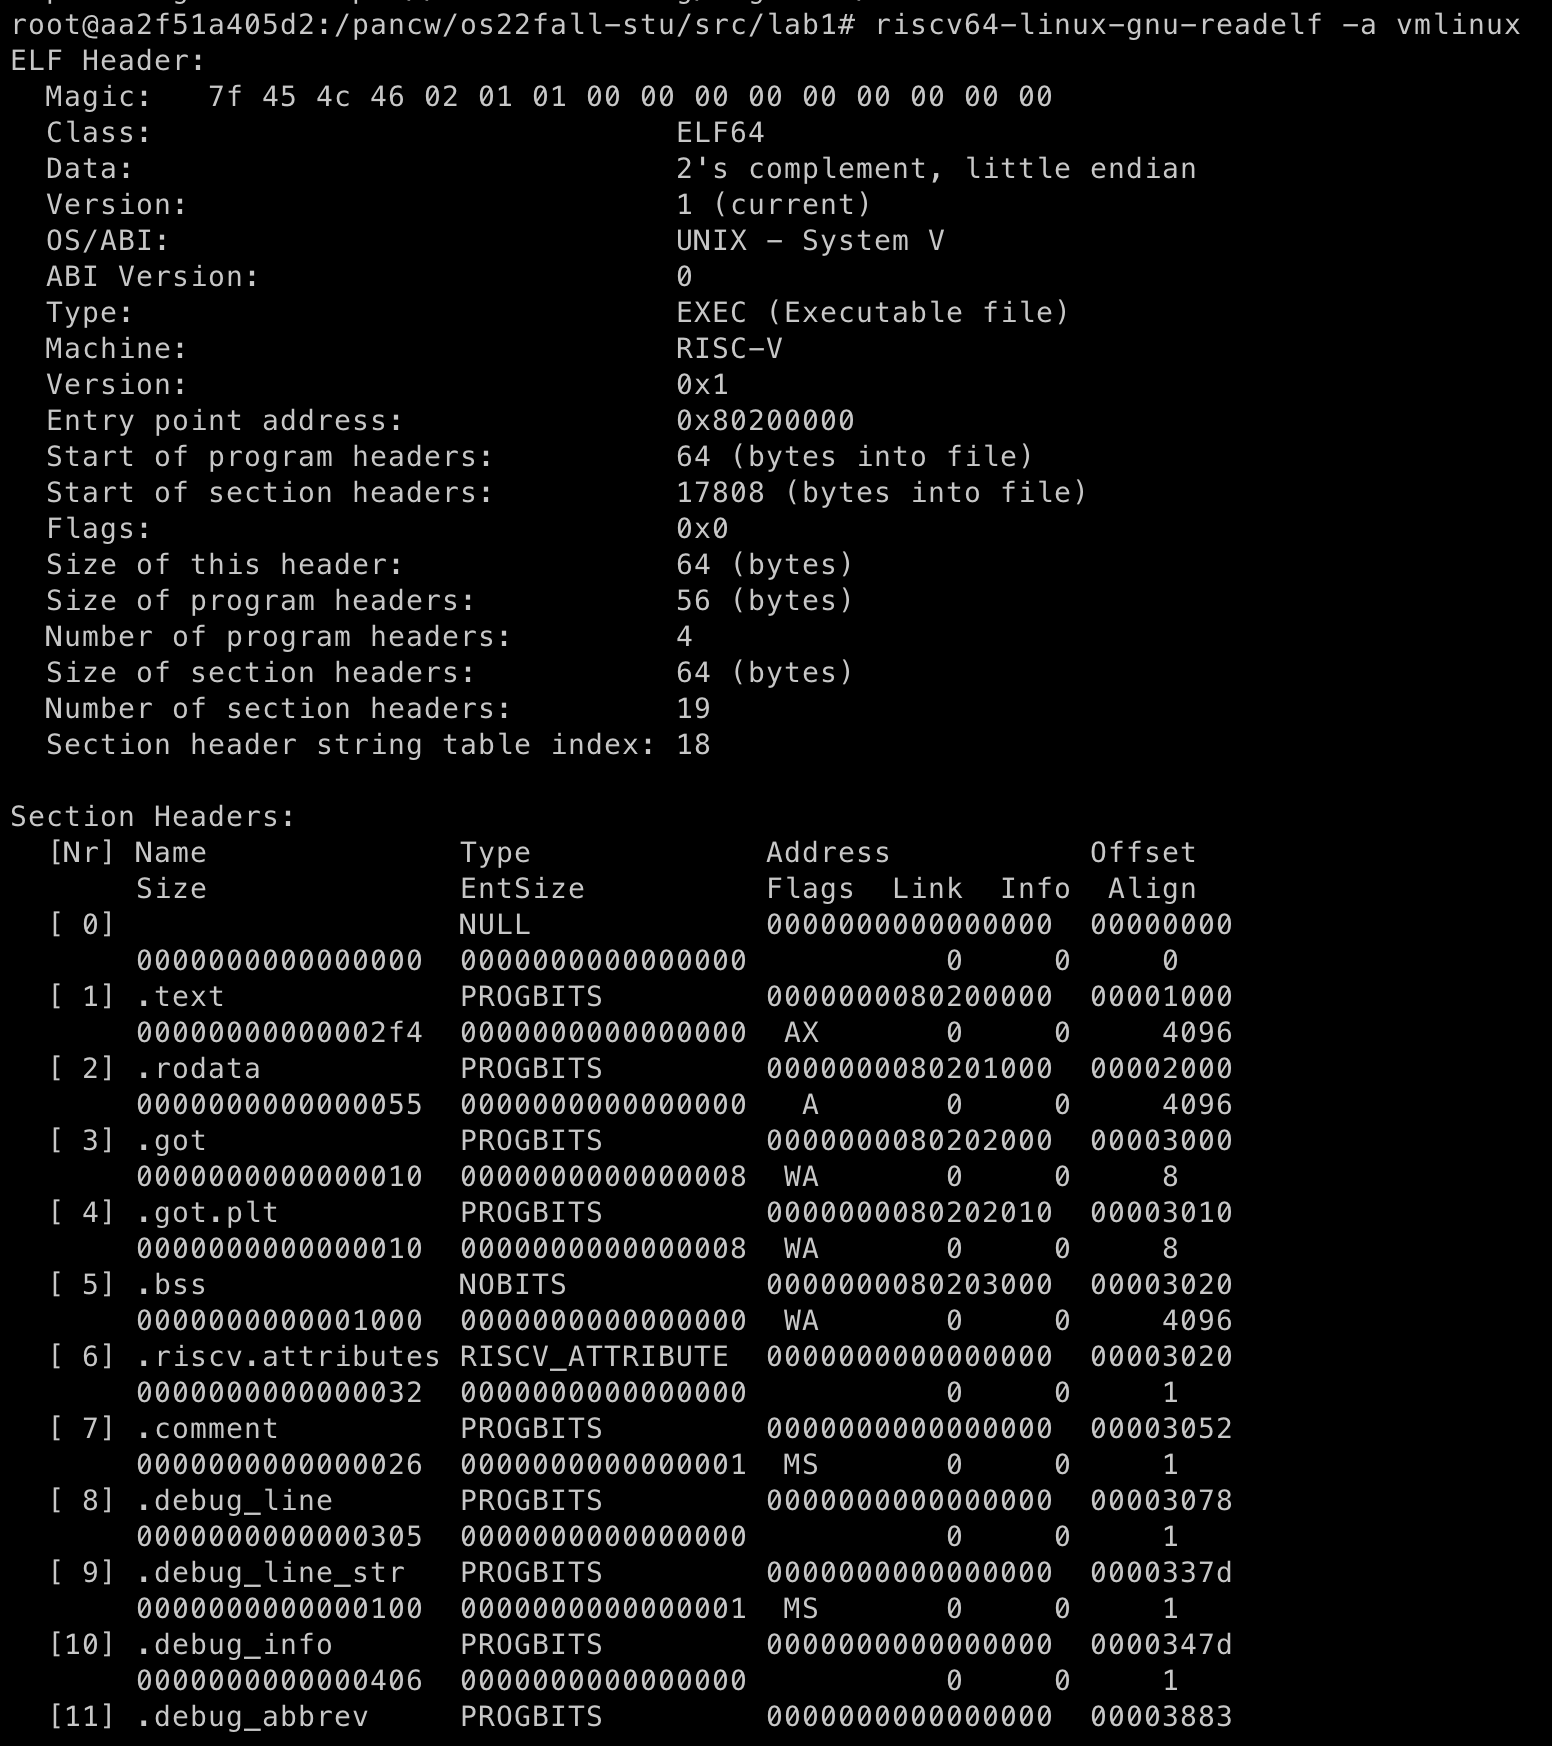 root@aa2f51a405d2:/pancw/os22fall-stu/src/lab1# riscv64-linux-gnu-readelf -a vmlinux
ELF Header:
  Magic:   7f 45 4c 46 02 01 01 00 00 00 00 00 00 00 00 00
  Class:                             ELF64
  Data:                              2's complement, little endian
  Version:                           1 (current)
  OS/ABI:                            UNIX - System V
  ABI Version:                       0
  Type:                              EXEC (Executable file)
  Machine:                           RISC-V
  Version:                           0x1
  Entry point address:               0x80200000
  Start of program headers:          64 (bytes into file)
  Start of section headers:          17808 (bytes into file)
  Flags:                             0x0
  Size of this header:               64 (bytes)
  Size of program headers:           56 (bytes)
  Number of program headers:         4
  Size of section headers:           64 (bytes)
  Number of section headers:         19
  Section header string table index: 18

Section Headers:
  [Nr] Name              Type             Address           Offset
       Size              EntSize          Flags  Link  Info  Align
  [ 0]                   NULL             0000000000000000  00000000
       0000000000000000  0000000000000000           0     0     0
  [ 1] .text             PROGBITS         0000000080200000  00001000
       00000000000002f4  0000000000000000  AX       0     0     4096
  [ 2] .rodata           PROGBITS         0000000080201000  00002000
       0000000000000055  0000000000000000   A       0     0     4096
  [ 3] .got              PROGBITS         0000000080202000  00003000
       0000000000000010  0000000000000008  WA       0     0     8
  [ 4] .got.plt          PROGBITS         0000000080202010  00003010
       0000000000000010  0000000000000008  WA       0     0     8
  [ 5] .bss              NOBITS           0000000080203000  00003020
       0000000000001000  0000000000000000  WA       0     0     4096
  [ 6] .riscv.attributes RISCV_ATTRIBUTE  0000000000000000  00003020
       0000000000000032  0000000000000000           0     0     1
  [ 7] .comment          PROGBITS         0000000000000000  00003052
       0000000000000026  0000000000000001  MS       0     0     1
  [ 8] .debug_line       PROGBITS         0000000000000000  00003078
       0000000000000305  0000000000000000           0     0     1
  [ 9] .debug_line_str   PROGBITS         0000000000000000  0000337d
       0000000000000100  0000000000000001  MS       0     0     1
  [10] .debug_info       PROGBITS         0000000000000000  0000347d
       0000000000000406  0000000000000000           0     0     1
  [11] .debug_abbrev     PROGBITS         0000000000000000  00003883